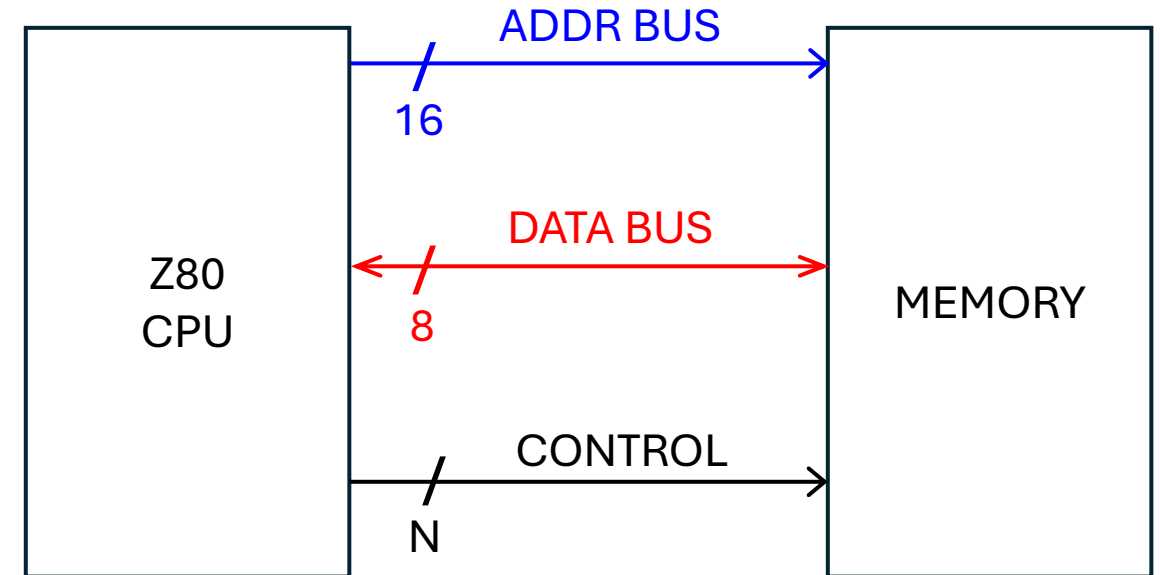 ADDR BUS
16
DATA BUS
8
Z80
CPU
MEMORY
CONTROL
N